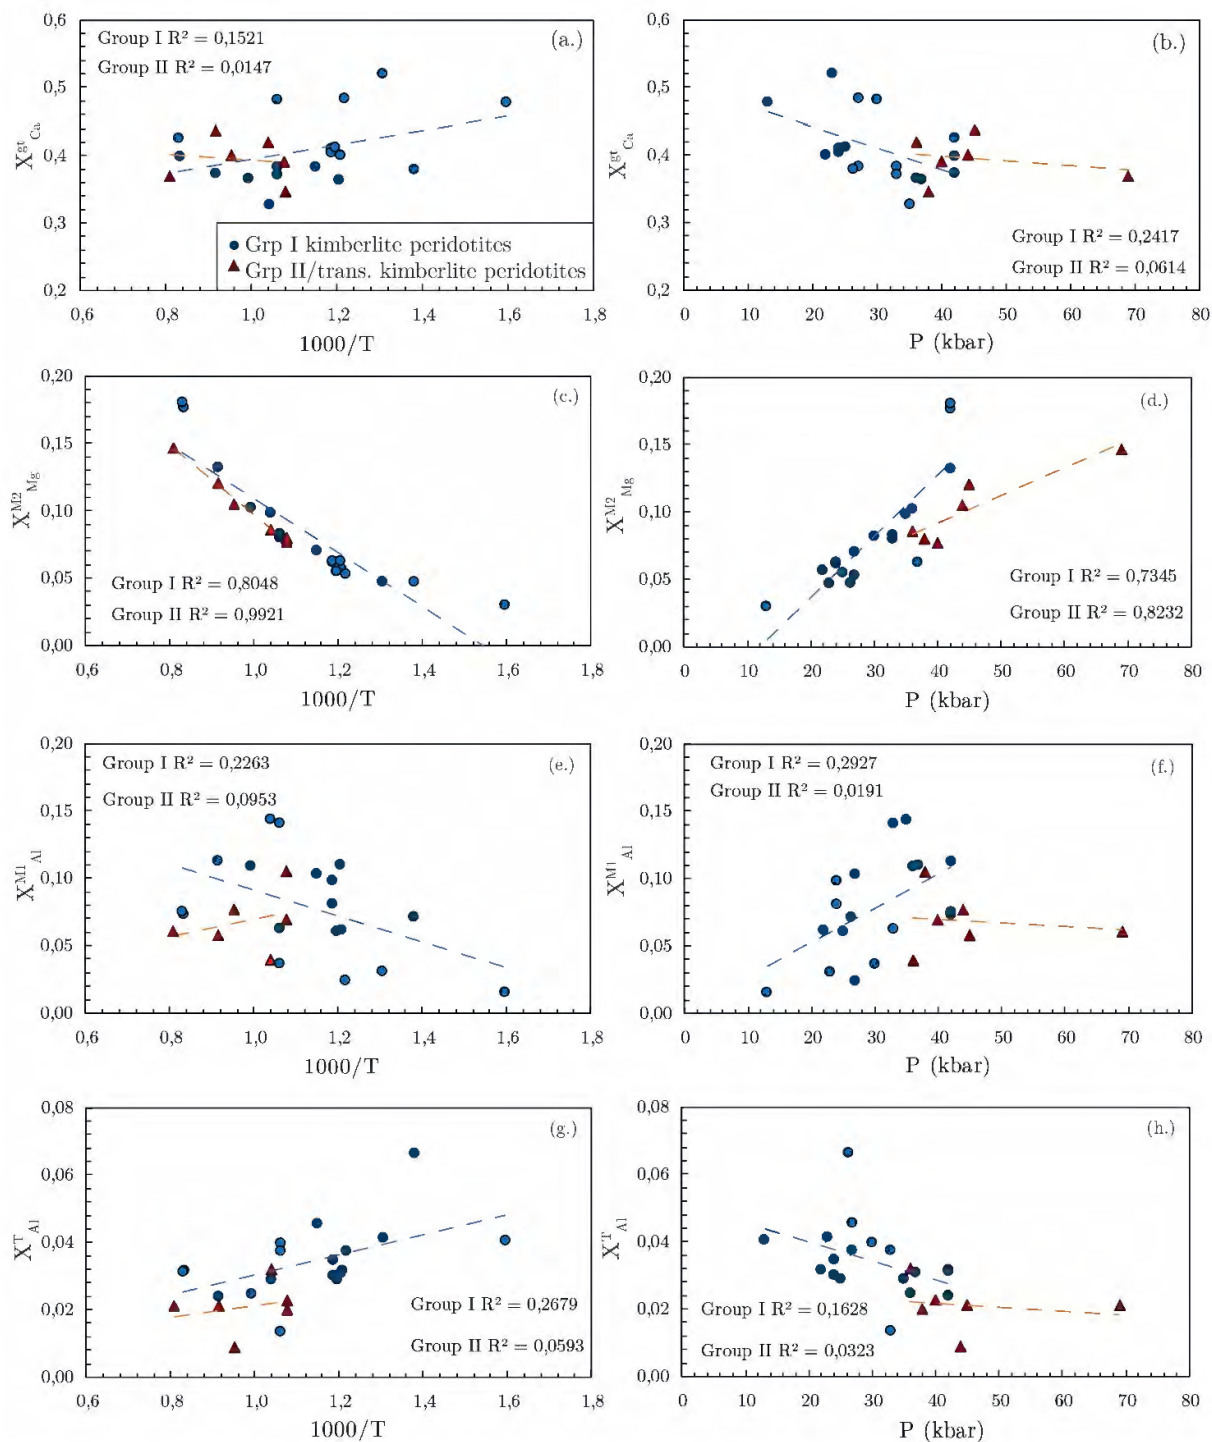 Group I R² = 0,1521
Group II R² = 0,0147
(a.)
0,6
0,5
0,4
0,3
0,2
X^gt_Ca
Grp I kimberlite peridotites
Grp II/trans. kimberlite peridotites
0,6 0,8 1,0 1,2 1,4 1,6 1,8
1000/T
(b.)
0,6
0,5
0,4
0,3
0,2
X^gt_Ca
Group I R² = 0,2417
Group II R² = 0,0614
0 10 20 30 40 50 60 70 80
P (kbar)
(c.)
0,20
0,15
0,10
0,05
0,00
X^M2_Mg
Group I R² = 0,8048
Group II R² = 0,9921
0,6 0,8 1,0 1,2 1,4 1,6 1,8
1000/T
(d.)
0,20
0,15
0,10
0,05
0,00
X^M2_Mg
Group I R² = 0,7345
Group II R² = 0,8232
0 10 20 30 40 50 60 70 80
P (kbar)
Group I R² = 0,2263
Group II R² = 0,0953
(e.)
0,20
0,15
0,10
0,05
0,00
X^M1_Al
0,6 0,8 1,0 1,2 1,4 1,6 1,8
1000/T
Group I R² = 0,2927
Group II R² = 0,0191
(f.)
0,20
0,15
0,10
0,05
0,00
X^M1_Al
0 10 20 30 40 50 60 70 80
P (kbar)
(g.)
0,08
0,06
0,04
0,02
0,00
X^T_Al
Group I R² = 0,2679
Group II R² = 0,0593
0,6 0,8 1,0 1,2 1,4 1,6 1,8
1000/T
(h.)
0,08
0,06
0,04
0,02
0,00
X^T_Al
Group I R² = 0,1628
Group II R² = 0,0323
0 10 20 30 40 50 60 70 80
P (kbar)